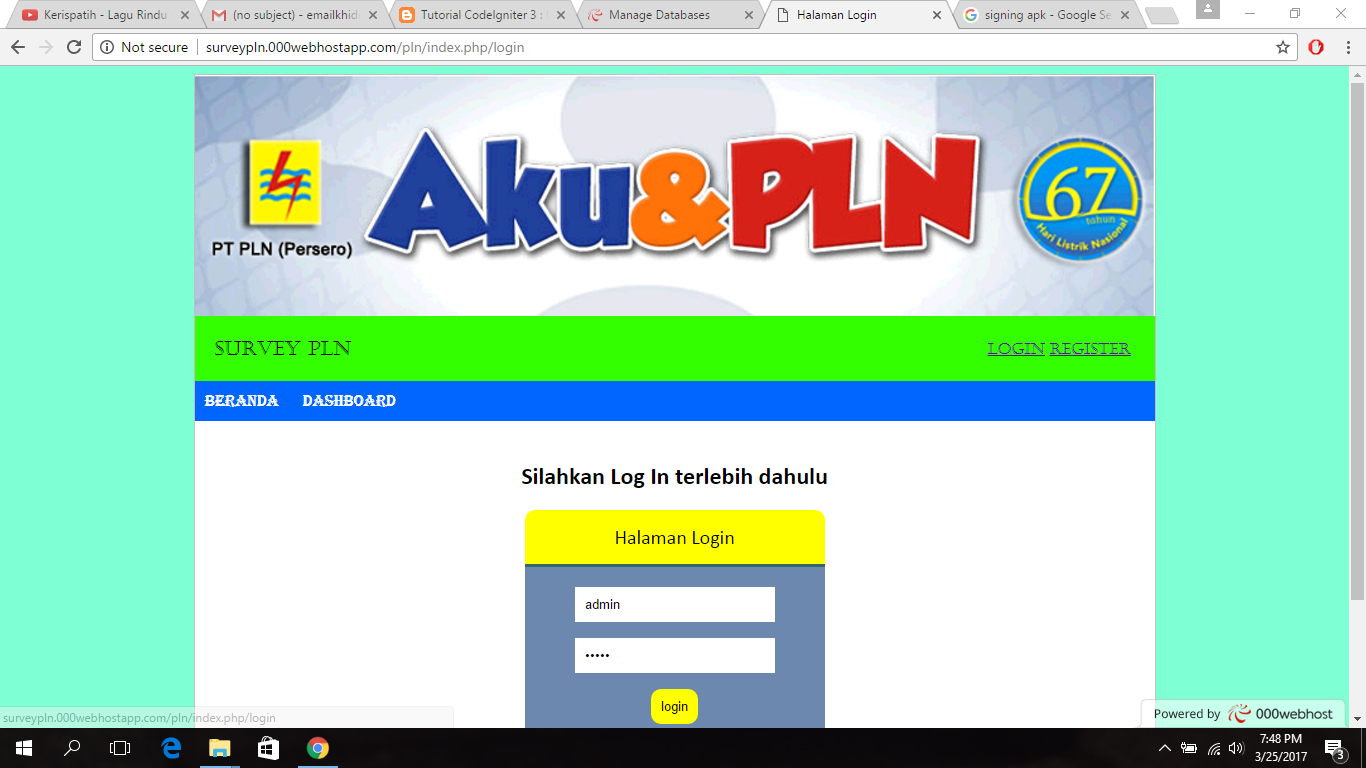 Kerispath - Lagu Rindu
(no subject) - emailkhid
Tutorial CodeIgniter 3 :
Manage Databases
Halaman Login
signing apk - Google Se
Not secure
surveypln.000webhostapp.com/pln/index.php/login
PT PLN (Persero)
Aku&PLN
67
tahun
Hari Listrik Nasional
SURVEY PLN
LOGIN REGISTER
BERANDA DASHBOARD
Silahkan Log In terlebih dahulu
Halaman Login
admin
•••••
login
surveypln.000webhostapp.com/pln/index.php/login
Powered by 000webhost
7:48 PM
3/25/2017
3